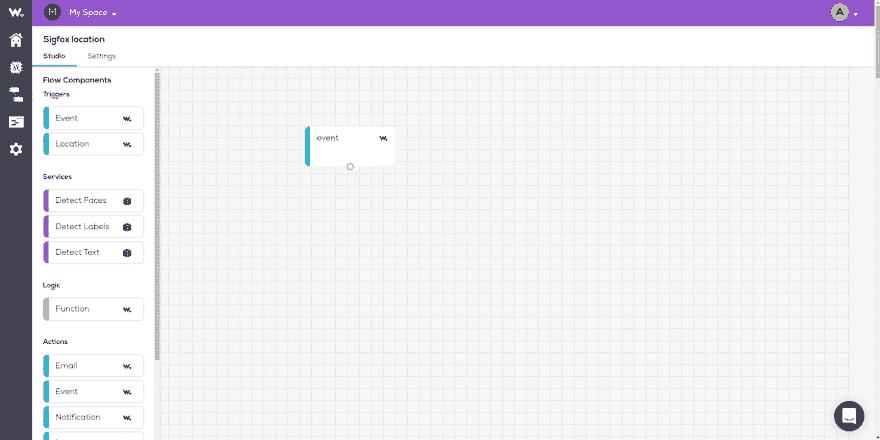 W.
M My Space
A
Sigfox location
Studio Settings
Flow Components
Triggers
Event W.
Location W.
event W.
Services
Detect Faces
Detect Labels
Detect Text
Logic
Function W.
Actions
Email W.
Event W.
Notification W.